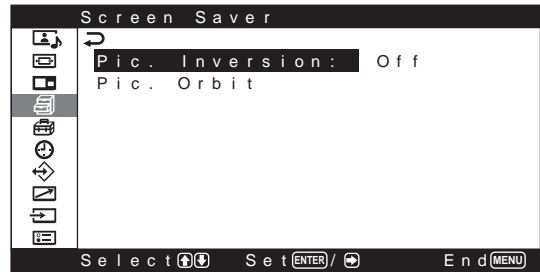 Screen Saver
Pic. Inversion: Off
Pic. Orbit
Select Set ENTER / End MENU